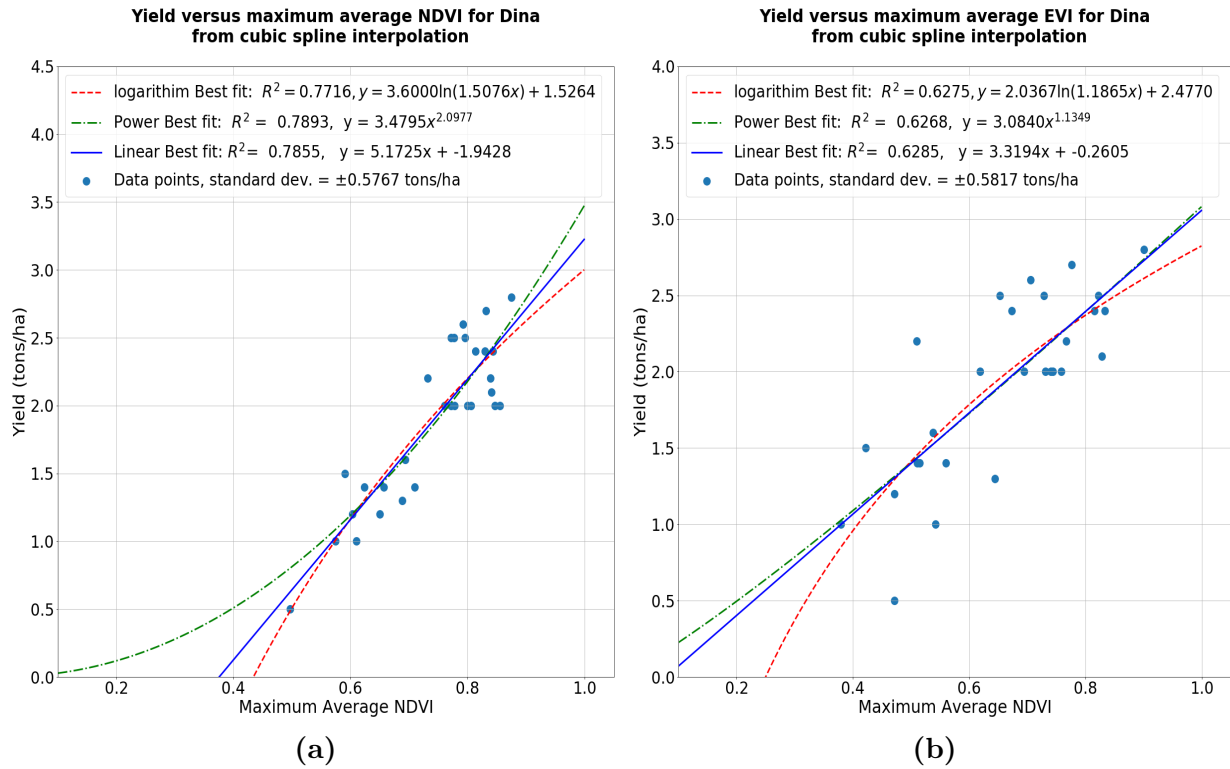 Yield versus maximum average NDVI for Dina
from cubic spline interpolation
4.5
4.0
3.5
3.0
2.5
2.0
1.5
1.0
0.5
0.0
Yield (tons/ha)
logarithim Best fit: R² = 0.7716, y = 3.6000ln(1.5076x) + 1.5264
Power Best fit: R² = 0.7893, y = 3.4795x^2.0977
Linear Best fit: R² = 0.7855, y = 5.1725x + -1.9428
Data points, standard dev. = ±0.5767 tons/ha
0.2 0.4 0.6 0.8 1.0
Maximum Average NDVI
(a)
Yield versus maximum average EVI for Dina
from cubic spline interpolation
4.0
3.5
3.0
2.5
2.0
1.5
1.0
0.5
0.0
Yield (tons/ha)
logarithim Best fit: R² = 0.6275, y = 2.0367ln(1.1865x) + 2.4770
Power Best fit: R² = 0.6268, y = 3.0840x^1.1349
Linear Best fit: R² = 0.6285, y = 3.3194x + -0.2605
Data points, standard dev. = ±0.5817 tons/ha
0.2 0.4 0.6 0.8 1.0
Maximum Average NDVI
(b)